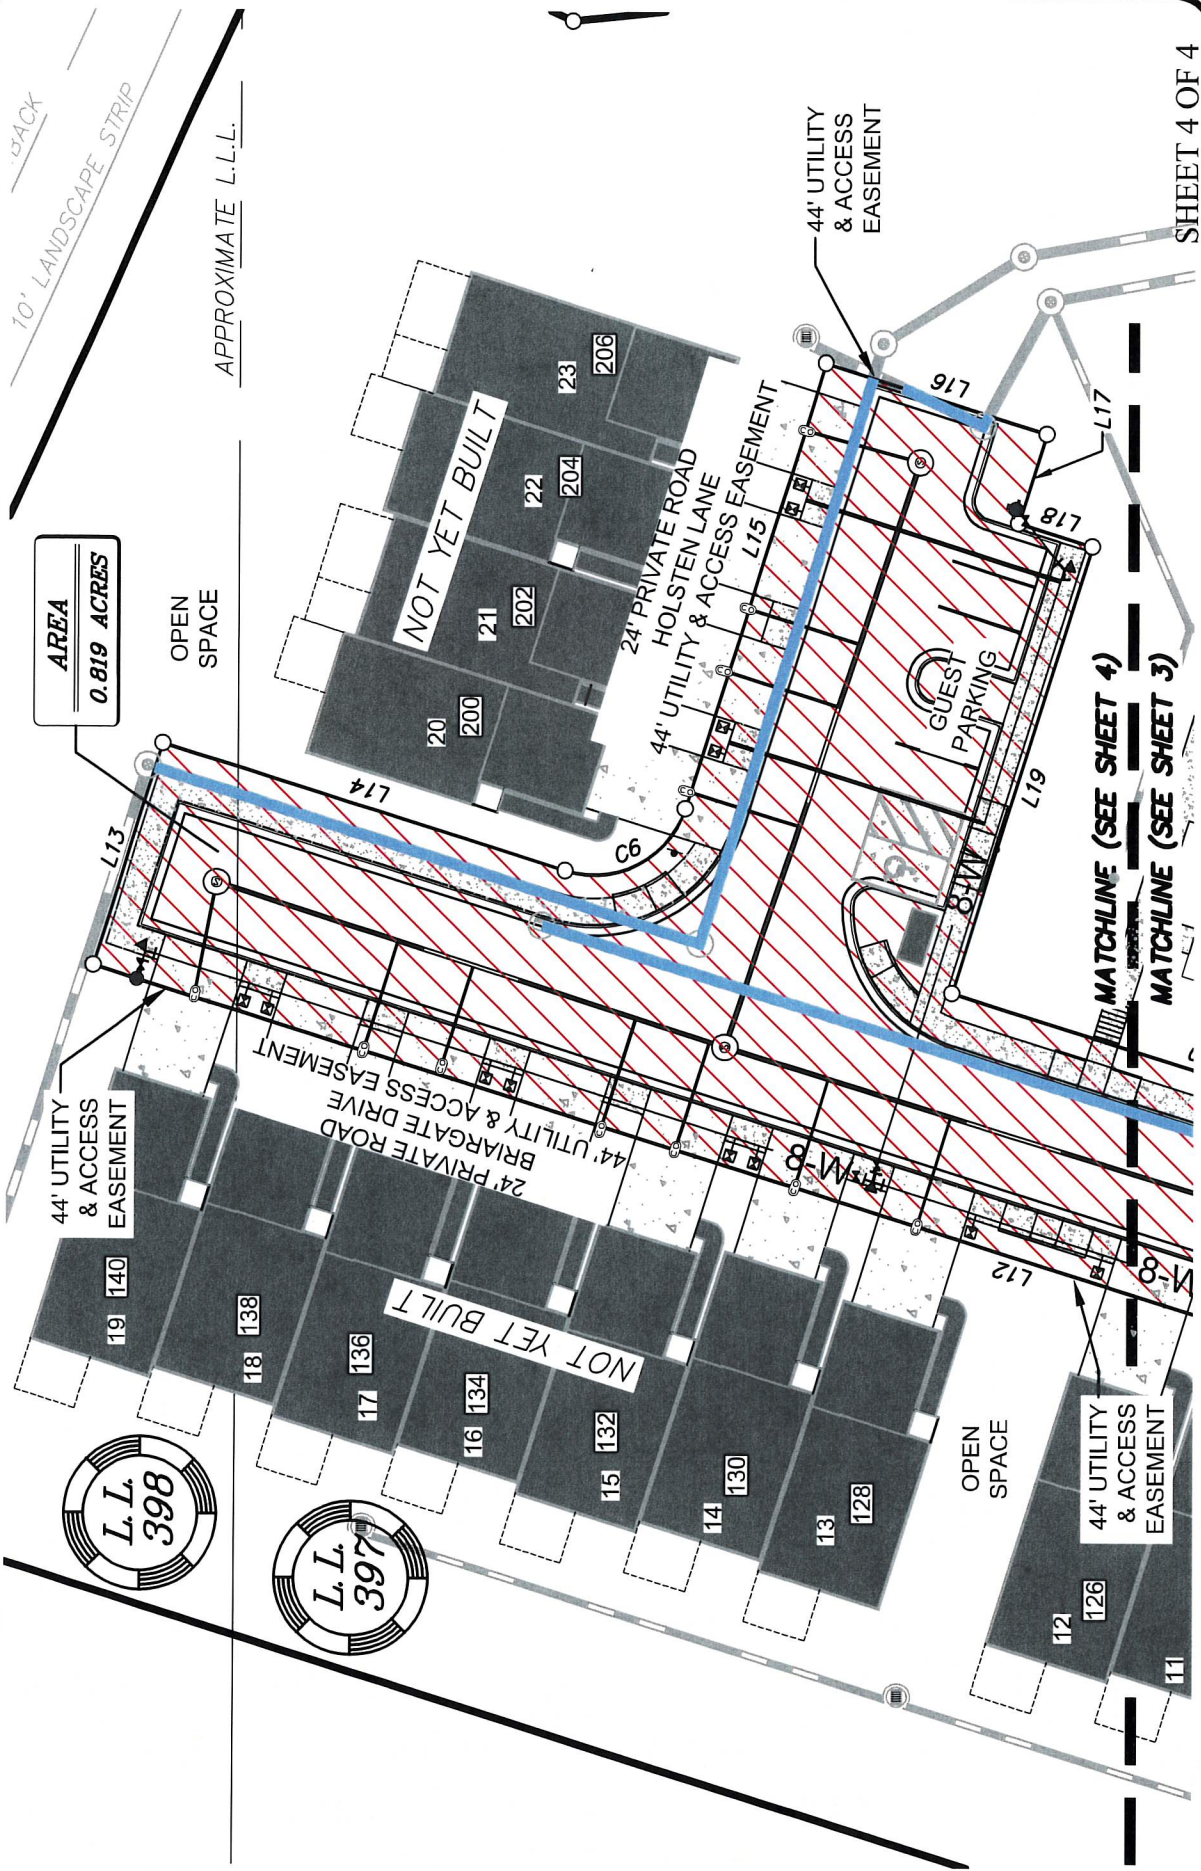 BACK
10' LANDSCAPE STRIP
APPROXIMATE L.L.L.
AREA
0.819 ACRES
OPEN
SPACE
44' UTILITY
& ACCESS
EASEMENT
NOT YET BUILT
23
206
22
204
21
202
20
200
24' PRIVATE ROAD
HOLSTEN LANE
44' UTILITY & ACCESS EASEMENT
L13
L14
C9
L15
L16
L17
L18
L19
GUEST
PARKING
8-W
MATCHLINE (SEE SHEET 4)
MATCHLINE (SEE SHEET 3)
SHEET 4 OF 4
44' UTILITY
& ACCESS
EASEMENT
24' PRIVATE ROAD
BRIARGATE DRIVE
44' UTILITY & ACCESS EASEMENT
19
140
18
138
17
136
16
134
15
132
14
130
13
128
NOT YET BUILT
W-8
L12
W-8
L.L.
398
L.L.
397
OPEN
SPACE
44' UTILITY
& ACCESS
EASEMENT
12
126
11